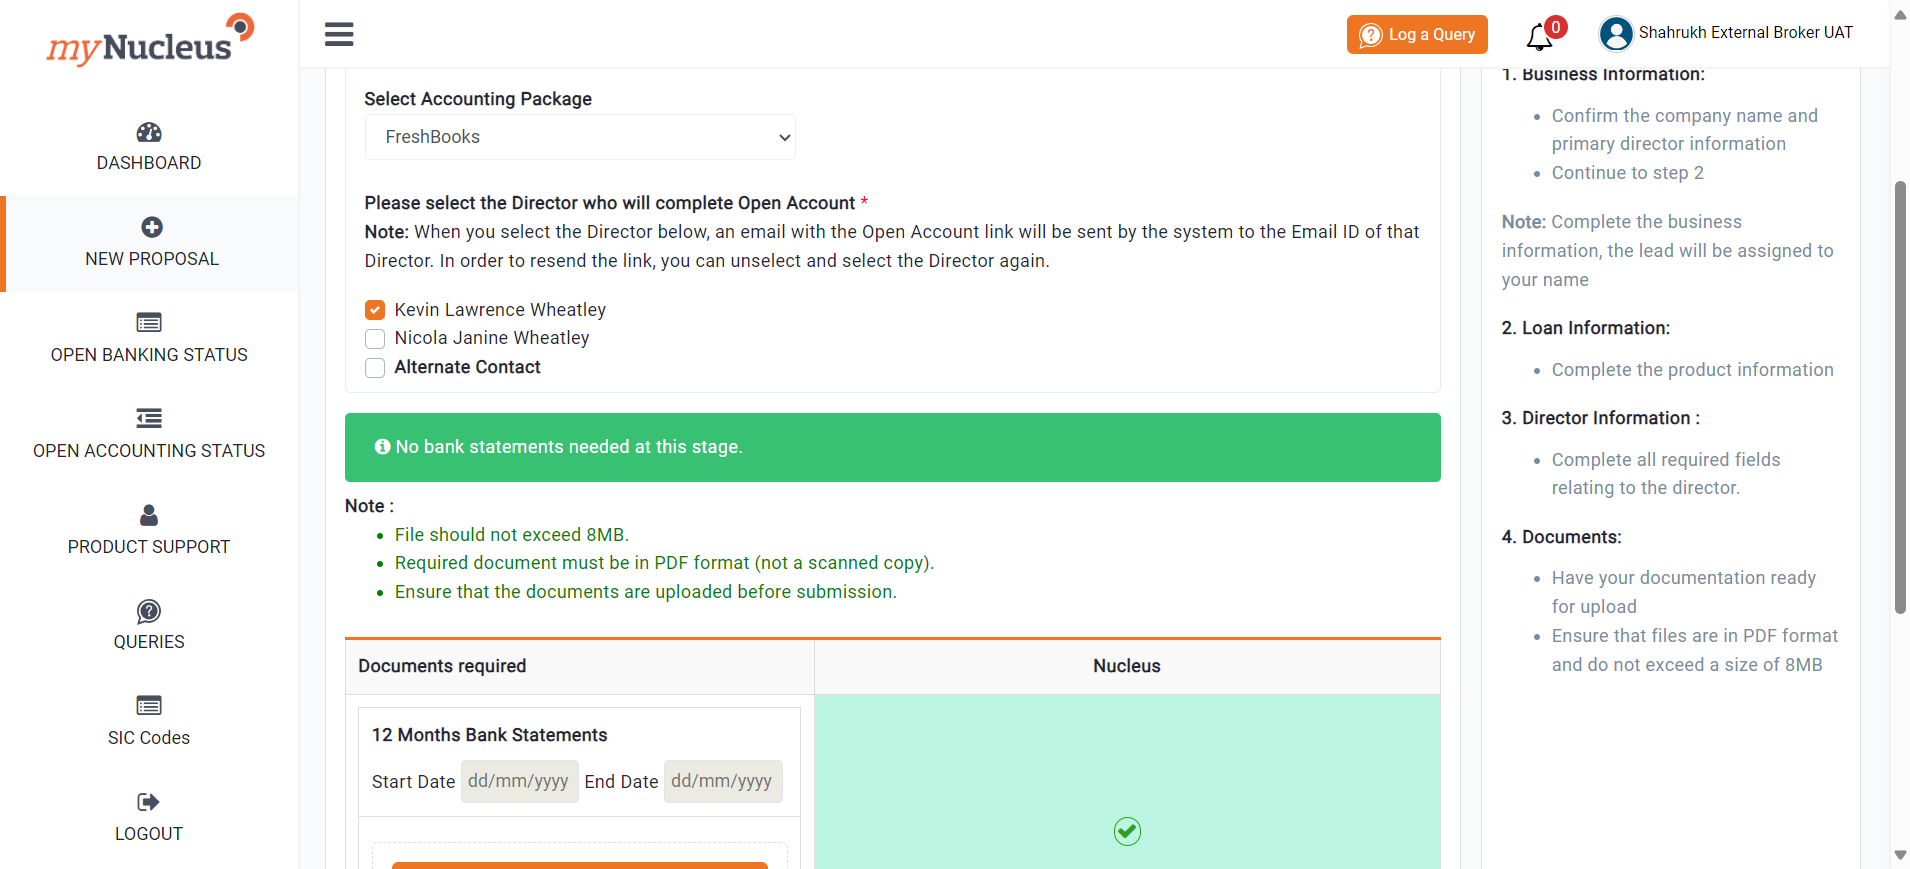 myNucleus
Log a Query
0
Shahrukh External Broker UAT
DASHBOARD
NEW PROPOSAL
OPEN BANKING STATUS
OPEN ACCOUNTING STATUS
PRODUCT SUPPORT
QUERIES
SIC Codes
LOGOUT
Select Accounting Package
FreshBooks
Please select the Director who will complete Open Account *
Note: When you select the Director below, an email with the Open Account link will be sent by the system to the Email ID of that
Director. In order to resend the link, you can unselect and select the Director again.
Kevin Lawrence Wheatley
Nicola Janine Wheatley
Alternate Contact
No bank statements needed at this stage.
Note :
File should not exceed 8MB.
Required document must be in PDF format (not a scanned copy).
Ensure that the documents are uploaded before submission.
Documents required
Nucleus
12 Months Bank Statements
Start Date dd/mm/yyyy End Date dd/mm/yyyy
1. Business Information:
Confirm the company name and
primary director information
Continue to step 2
Note: Complete the business
information, the lead will be assigned to
your name
2. Loan Information:
Complete the product information
3. Director Information :
Complete all required fields
relating to the director.
4. Documents:
Have your documentation ready
for upload
Ensure that files are in PDF format
and do not exceed a size of 8MB